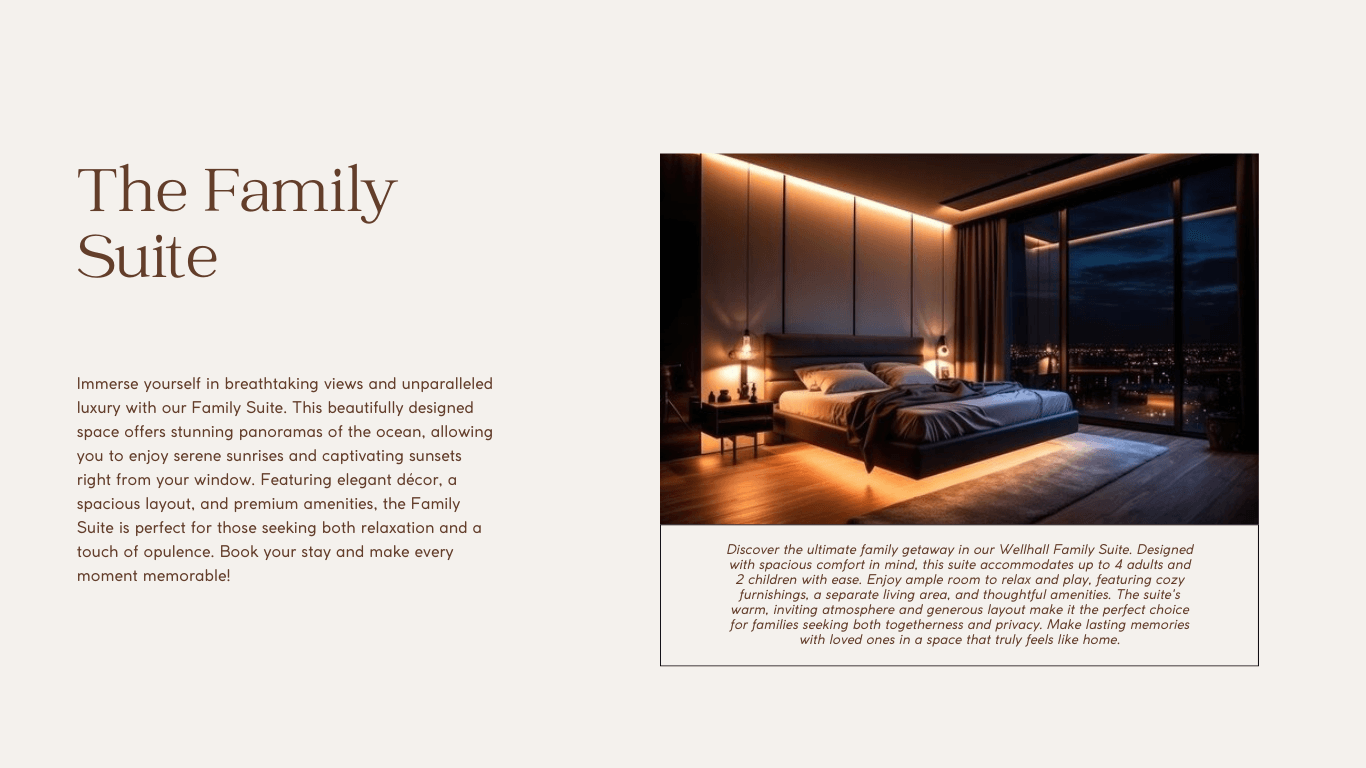 The Family
Suite
Immerse yourself in breathtaking views and unparalleled
luxury with our Family Suite. This beautifully designed
space offers stunning panoramas of the ocean, allowing
you to enjoy serene sunrises and captivating sunsets
right from your window. Featuring elegant décor, a
spacious layout, and premium amenities, the Family
Suite is perfect for those seeking both relaxation and a
touch of opulence. Book your stay and make every
moment memorable!
Discover the ultimate family getaway in our Wellhall Family Suite. Designed
with spacious comfort in mind, this suite accommodates up to 4 adults and
2 children with ease. Enjoy ample room to relax and play, featuring cozy
furnishings, a separate living area, and thoughtful amenities. The suite's
warm, inviting atmosphere and generous layout make it the perfect choice
for families seeking both togetherness and privacy. Make lasting memories
with loved ones in a space that truly feels like home.